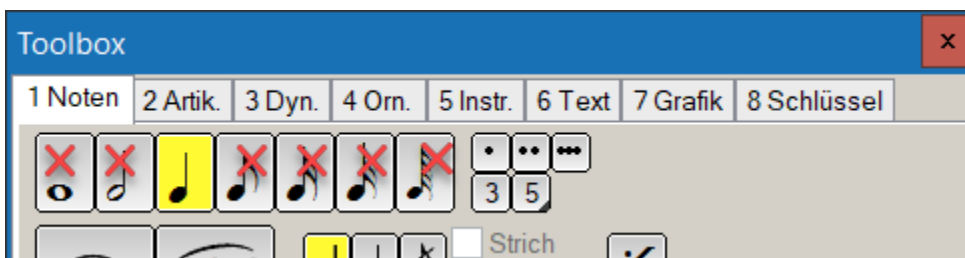 Toolbox x
1 Noten 2 Artik. 3 Dyn. 4 Orn. 5 Instr. 6 Text 7 Grafik 8 Schlüssel
3 5
Strich